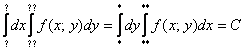 ∫_{?}^{?} dx ∫_{??}^{??} f(x; y)dy = ∫_{•}^{•} dy ∫_{••}^{••} f(x; y)dx = C